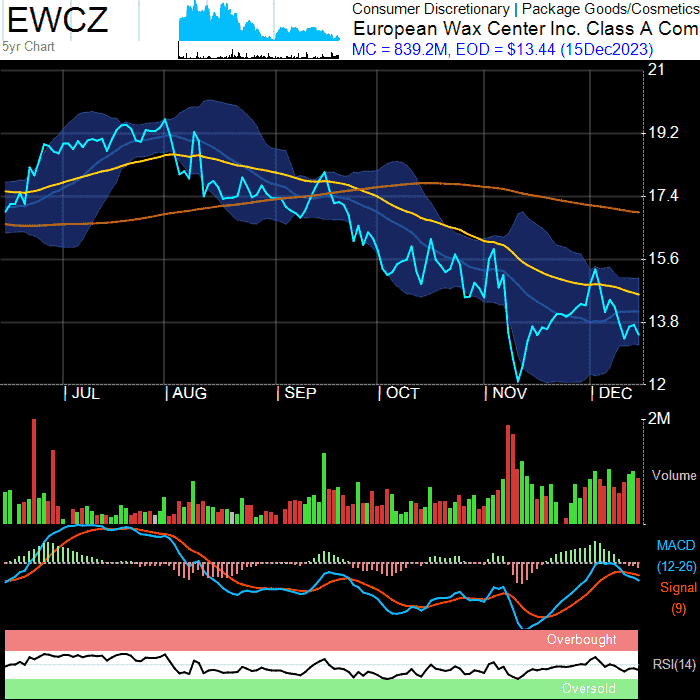 EWCZ
5yr Chart
Consumer Discretionary | Package Goods/Cosmetics
European Wax Center Inc. Class A Com
MC = 839.2M, EOD = $13.44 (15Dec2023)
21
19.2
17.4
15.6
13.8
12
| JUL | AUG | SEP | OCT | NOV | DEC
2M
Volume
MACD
(12-26)
Signal
(9)
Overbought
RSI(14)
Oversold